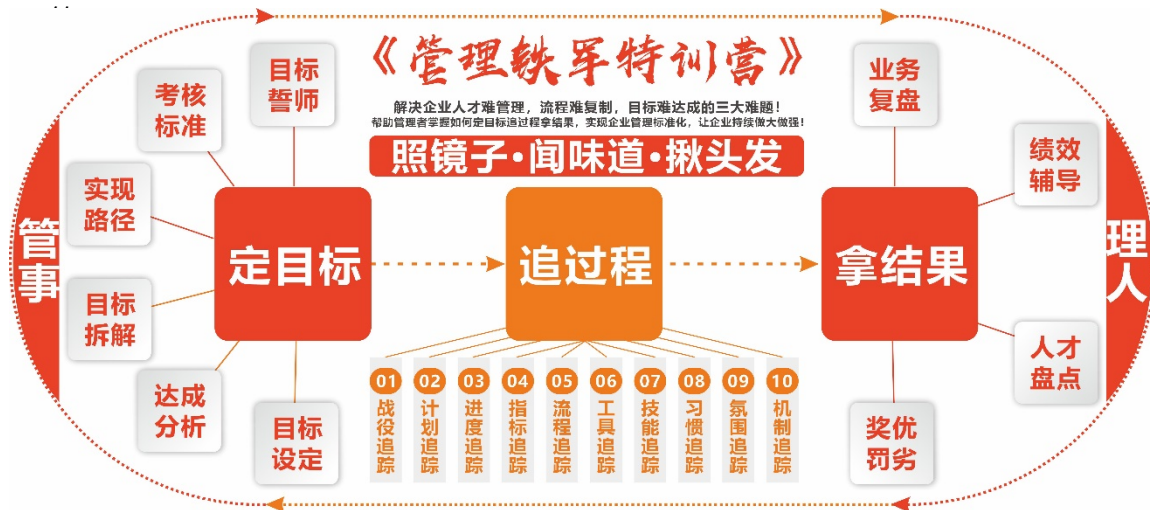 《管理铁军特训营》
解决企业人才难管理，流程难复制，目标难达成的三大难题！
帮助管理者掌握如何定目标追过程拿结果，实现企业管理标准化，让企业持续做大做强！
照镜子·闻味道·揪头发
管事
目标
誓师
考核
标准
实现
路径
目标
拆解
达成
分析
目标
设定
定目标
追过程
01
战役追踪
02
计划追踪
03
进度追踪
04
指标追踪
05
流程追踪
06
工具追踪
07
技能追踪
08
习惯追踪
09
氛围追踪
10
机制追踪
拿结果
业务
复盘
绩效
辅导
人才
盘点
奖优
罚劣
理人